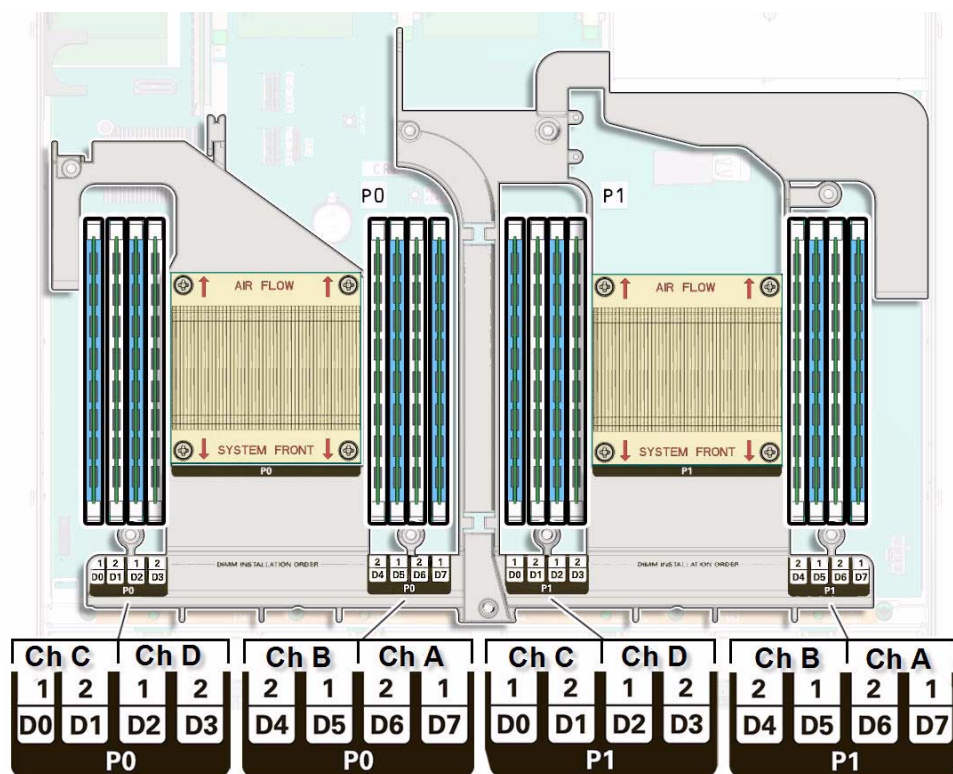 P0 P1
AIR FLOW AIR FLOW
SYSTEM FRONT SYSTEM FRONT
P0 P1
1 2 1 2 DIMM INSTALLATION ORDER 2 1 2 1 1 2 1 2 DIMM INSTALLATION ORDER 2 1 2 1
D0 D1 D2 D3 D4 D5 D6 D7 D0 D1 D2 D3 D4 D5 D6 D7
P0 P0 P1 P1
Ch C Ch D Ch B Ch A Ch C Ch D Ch B Ch A
1 2 1 2 2 1 2 1 1 2 1 2 2 1 2 1
D0 D1 D2 D3 D4 D5 D6 D7 D0 D1 D2 D3 D4 D5 D6 D7
P0 P0 P1 P1